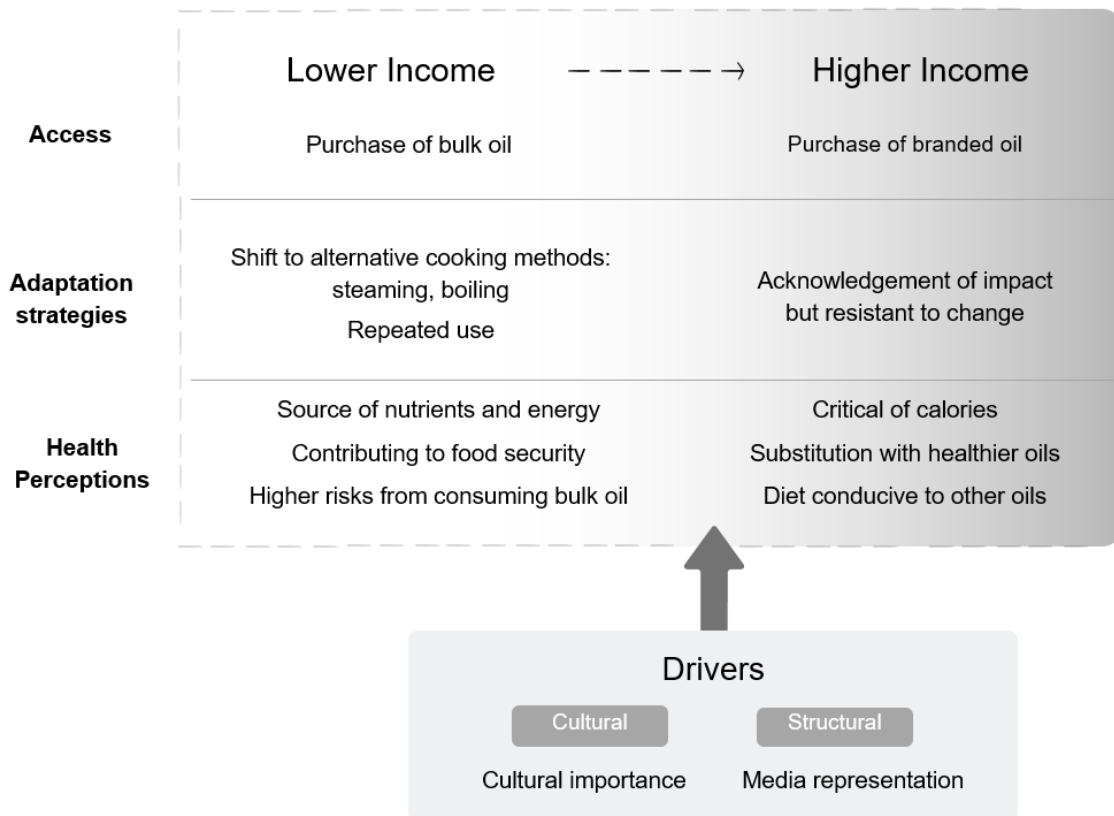 Lower Income
Higher Income
Access
Purchase of bulk oil
Purchase of branded oil
Adaptation
strategies
Shift to alternative cooking methods:
steaming, boiling
Repeated use
Acknowledgement of impact
but resistant to change
Health
Perceptions
Source of nutrients and energy
Contributing to food security
Higher risks from consuming bulk oil
Critical of calories
Substitution with healthier oils
Diet conducive to other oils
Drivers
Cultural
Structural
Cultural importance
Media representation